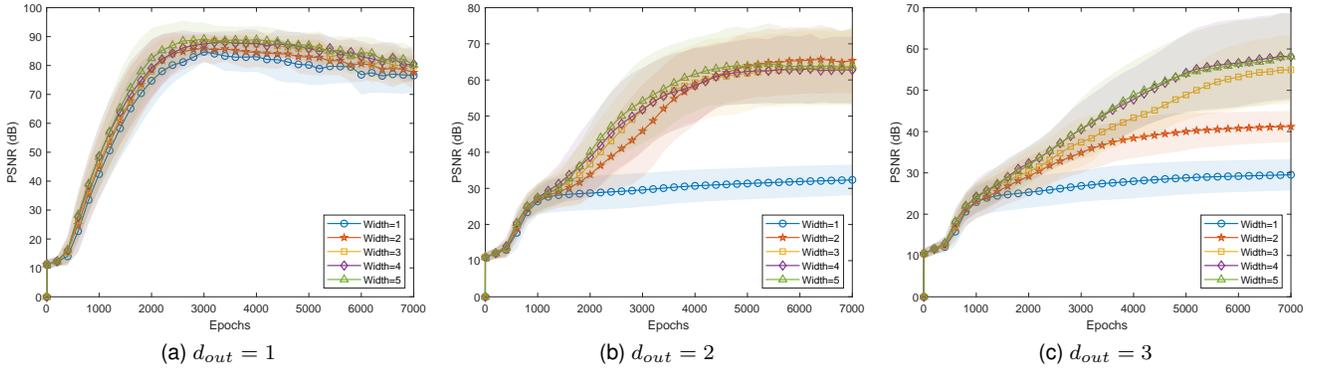 100
90
80
70
60
50
40
30
20
10
0
PSNR (dB)
Width=1
Width=2
Width=3
Width=4
Width=5
0 1000 2000 3000 4000 5000 6000 7000
Epochs
(a) d_out = 1
80
70
60
50
40
30
20
10
0
PSNR (dB)
Width=1
Width=2
Width=3
Width=4
Width=5
0 1000 2000 3000 4000 5000 6000 7000
Epochs
(b) d_out = 2
70
60
50
40
30
20
10
0
PSNR (dB)
Width=1
Width=2
Width=3
Width=4
Width=5
0 1000 2000 3000 4000 5000 6000 7000
Epochs
(c) d_out = 3